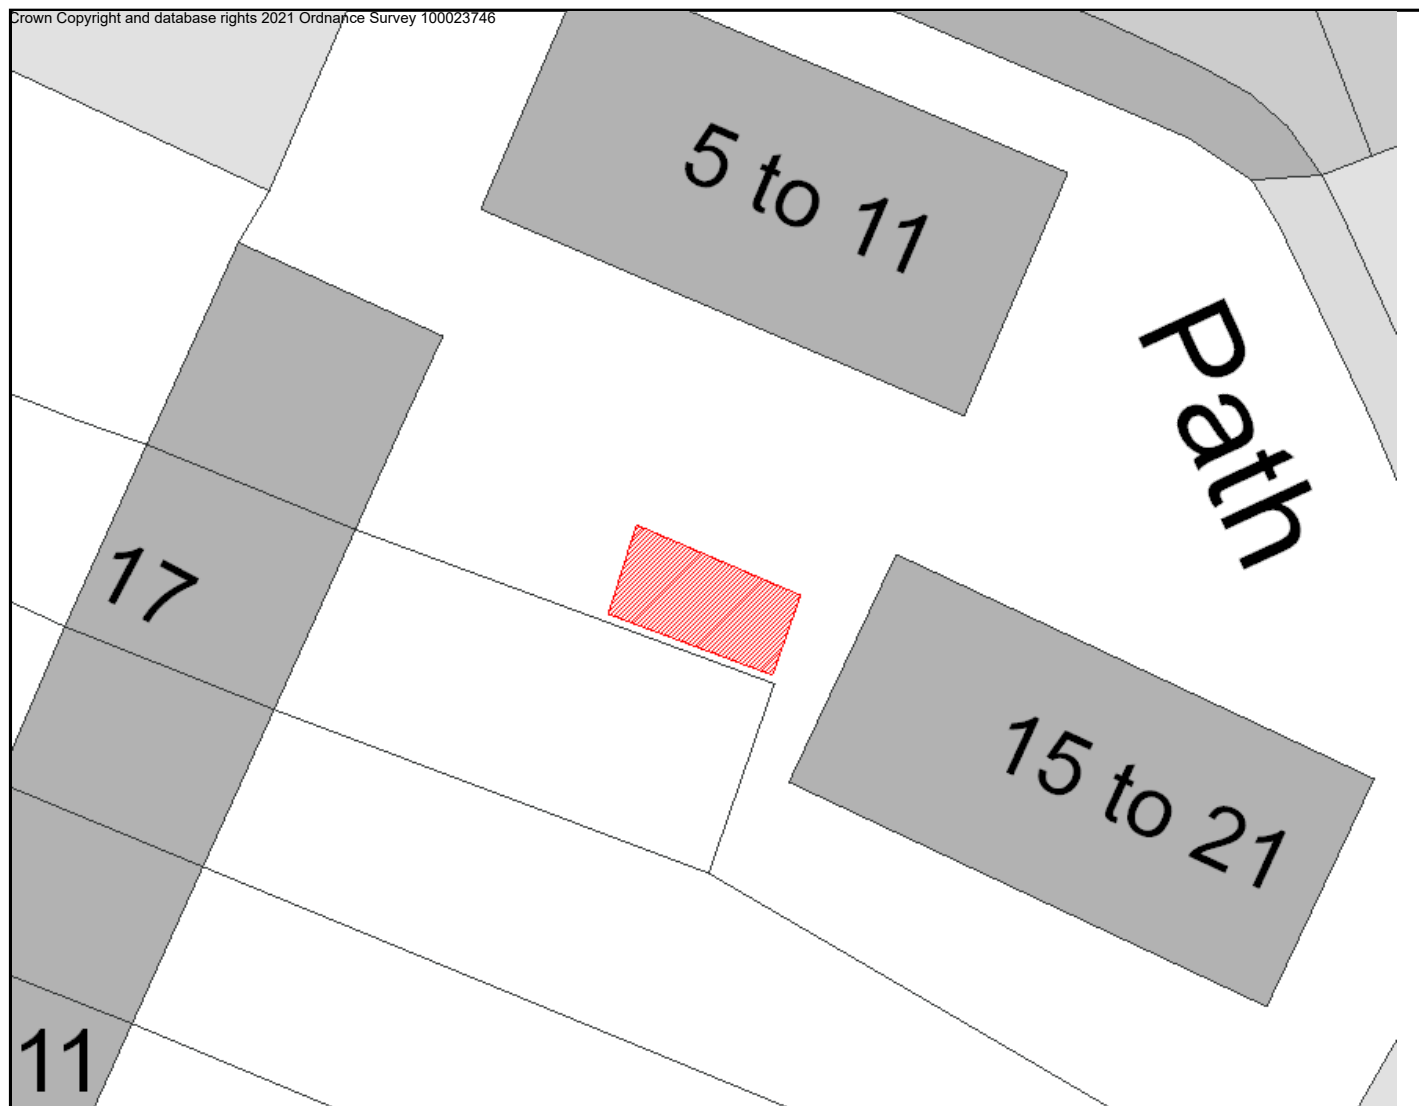 Crown Copyright and database rights 2021 Ordnance Survey 100023746
5 to 11
Path
17
15 to 21
11